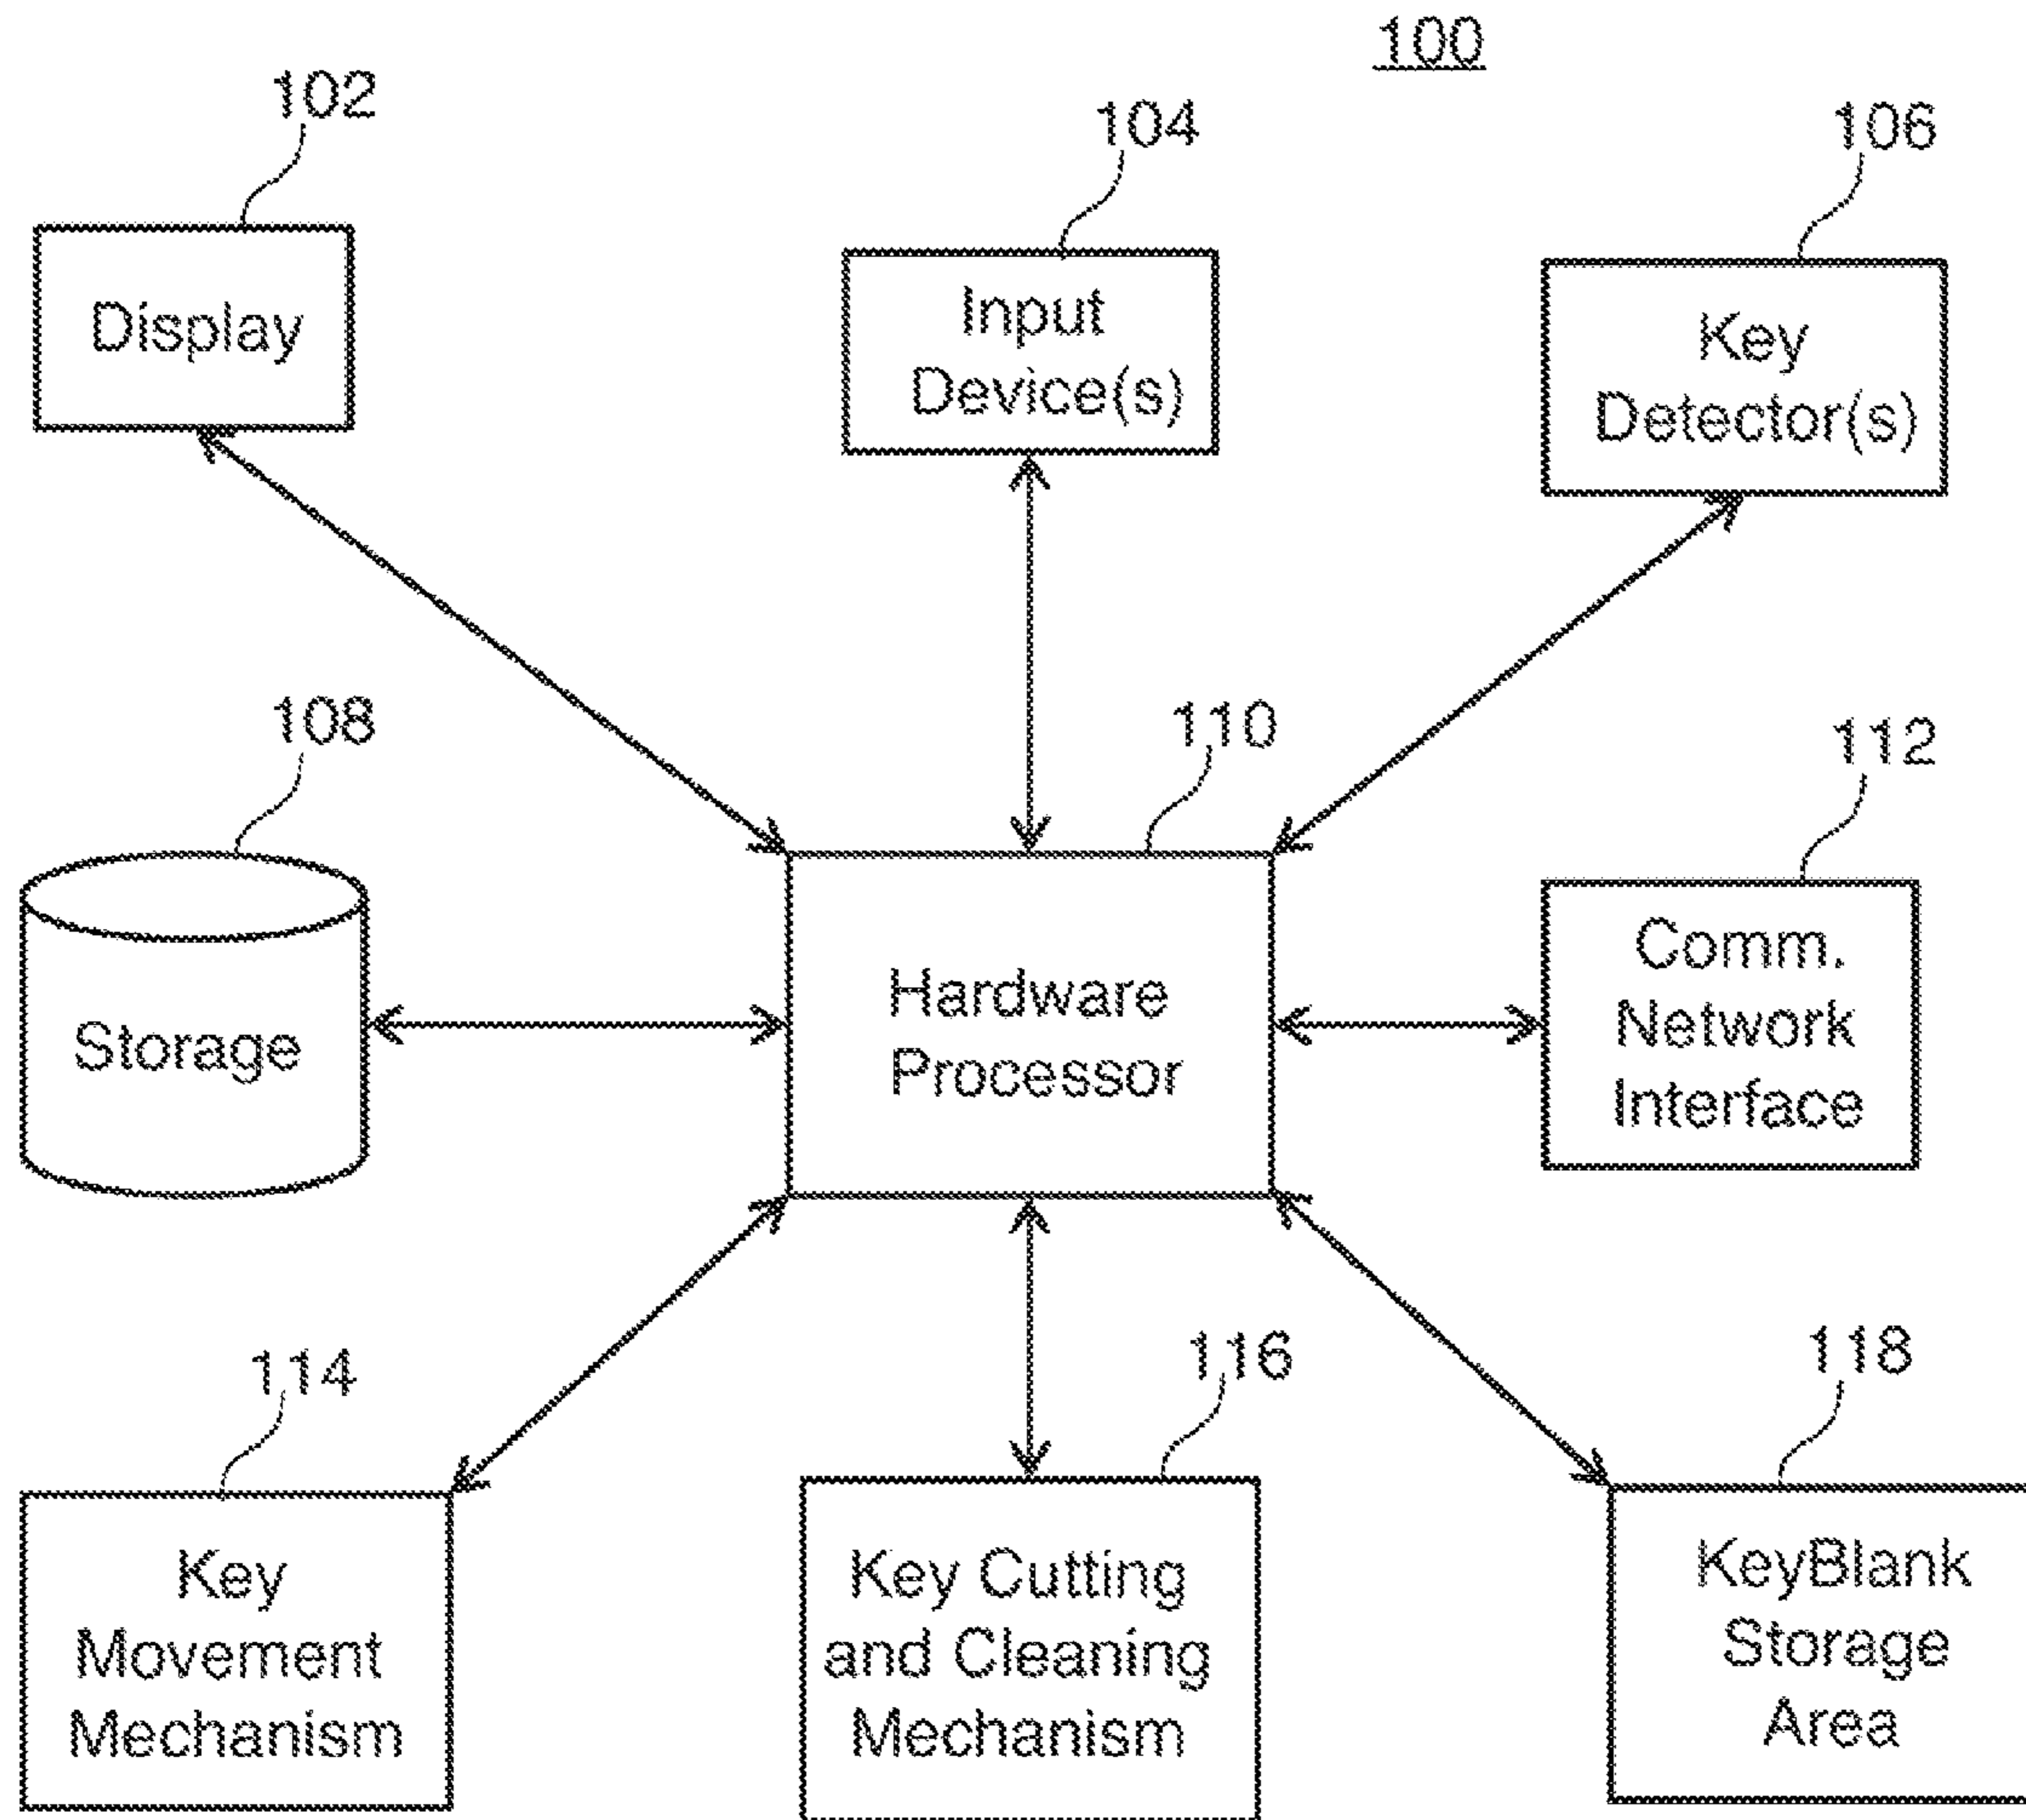 100
102
104
106
Display
Input
Device(s)
Key
Detector(s)
108
110
112
Storage
Hardware
Processor
Comm.
Network
Interface
114
116
118
Key
Movement
Mechanism
Key Cutting
and Cleaning
Mechanism
KeyBlank
Storage
Area